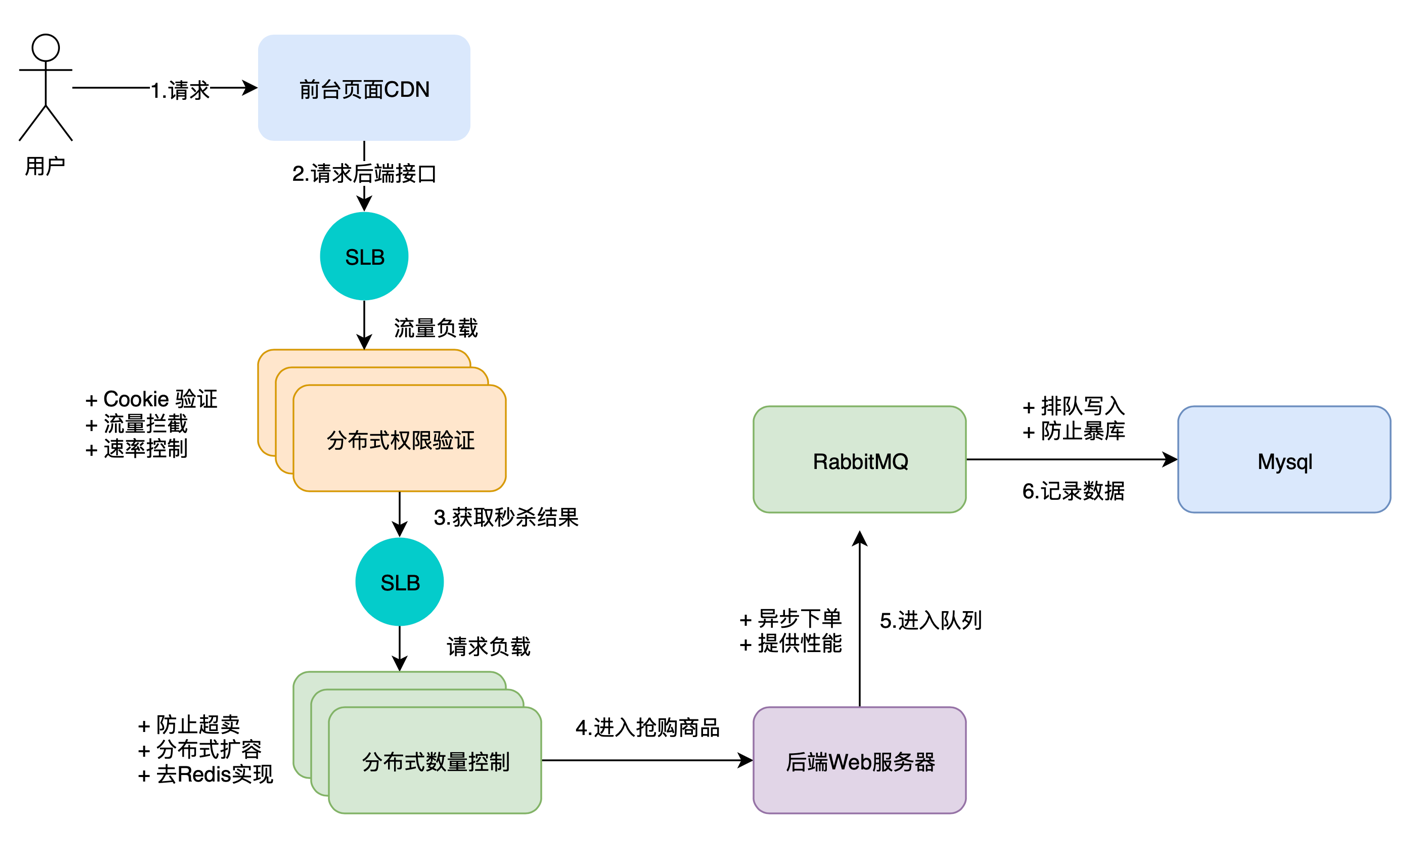 用户
1.请求
前台页面CDN
2.请求后端接口
SLB
流量负载
+ Cookie 验证
+ 流量拦截
+ 速率控制
分布式权限验证
3.获取秒杀结果
SLB
请求负载
+ 防止超卖
+ 分布式扩容
+ 去Redis实现
分布式数量控制
4.进入抢购商品
后端Web服务器
+ 异步下单
+ 提供性能
5.进入队列
RabbitMQ
+ 排队写入
+ 防止暴库
6.记录数据
Mysql